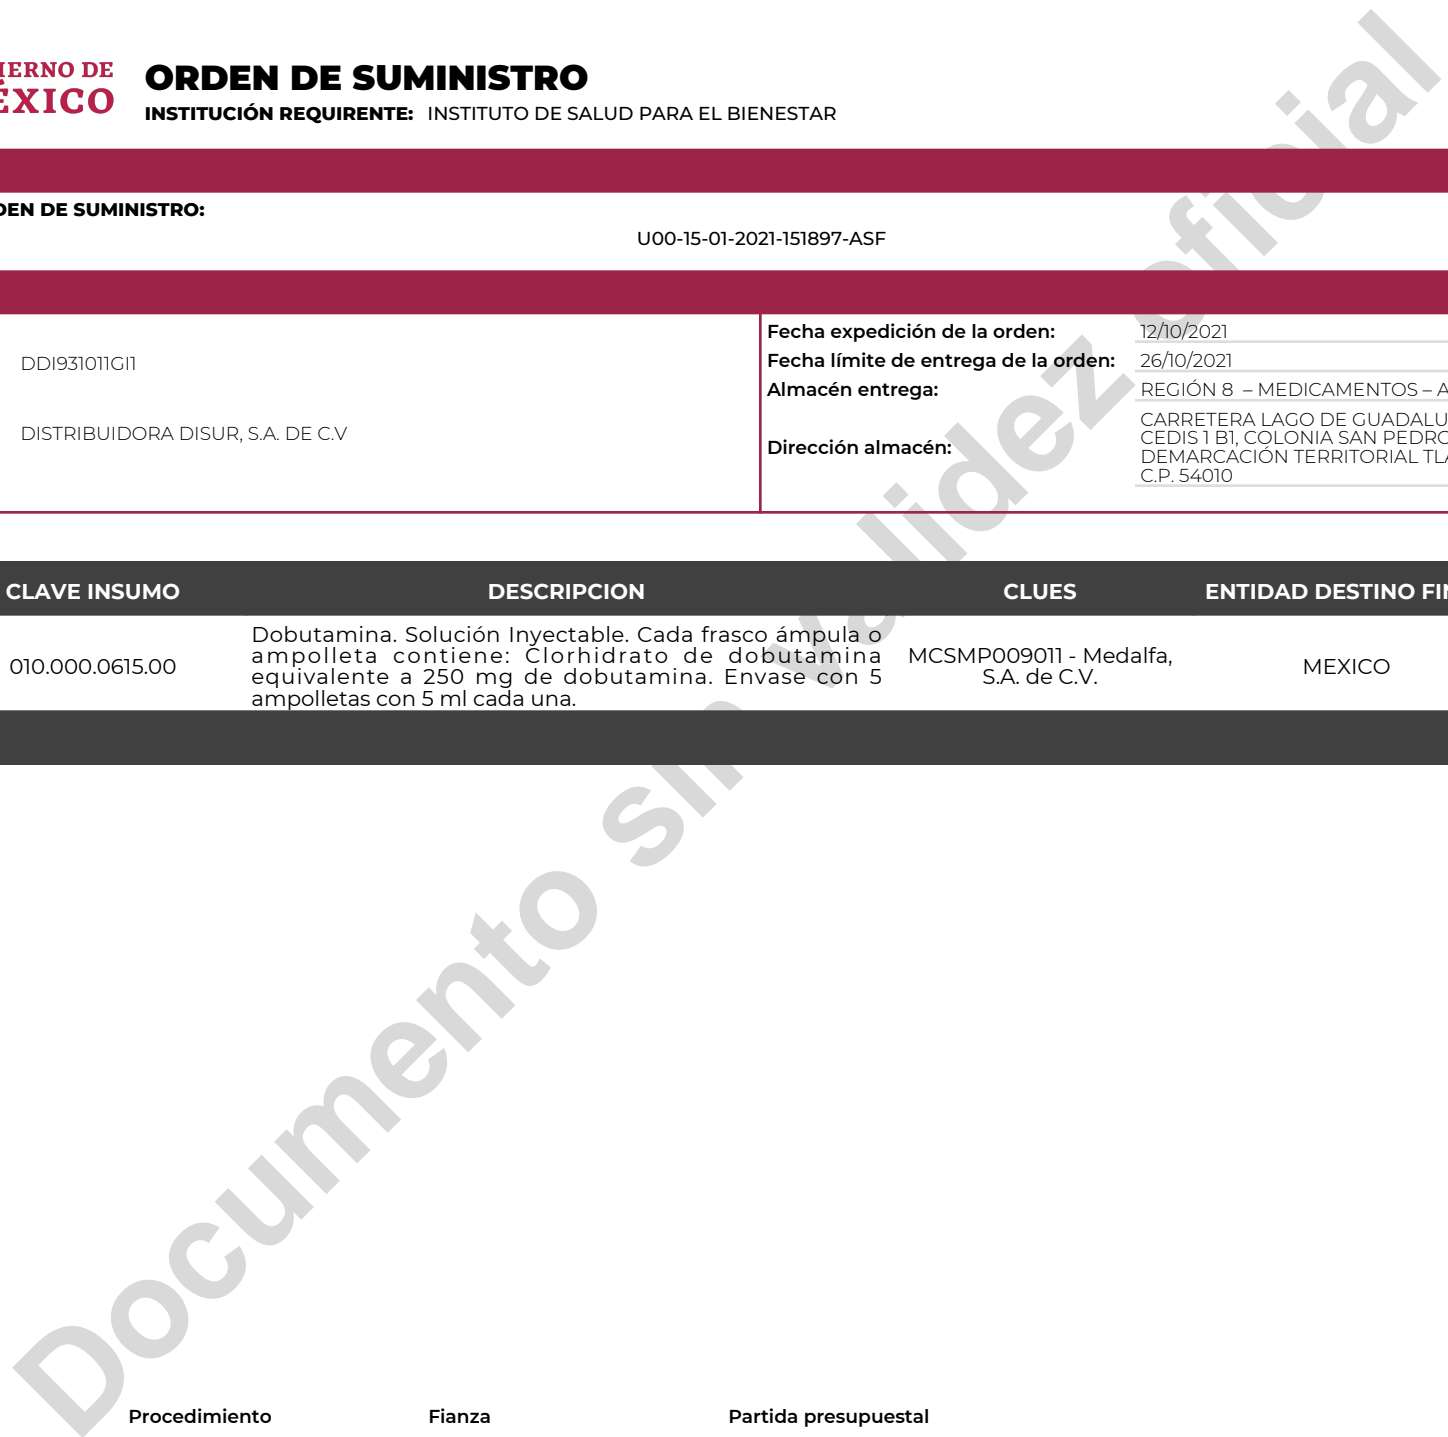 IERNO DE
ÉXICO
ORDEN DE SUMINISTRO
INSTITUCIÓN REQUIRENTE: INSTITUTO DE SALUD PARA EL BIENESTAR
DEN DE SUMINISTRO:
U00-15-01-2021-151897-ASF
DDI931011GI1
DISTRIBUIDORA DISUR, S.A. DE C.V
Fecha expedición de la orden: 12/10/2021
Fecha límite de entrega de la orden: 26/10/2021
Almacén entrega: REGIÓN 8 – MEDICAMENTOS – A
Dirección almacén:
CARRETERA LAGO DE GUADALU
CEDIS 1 B1, COLONIA SAN PEDRO
DEMARCACIÓN TERRITORIAL TLA
C.P. 54010
CLAVE INSUMO DESCRIPCION CLUES ENTIDAD DESTINO FIN
010.000.0615.00
Dobutamina. Solución Inyectable. Cada frasco ámpula o
ampolleta contiene: Clorhidrato de dobutamina
equivalente a 250 mg de dobutamina. Envase con 5
ampolletas con 5 ml cada una.
MCSMP009011 - Medalfa,
S.A. de C.V.
MEXICO
Documento sin validez oficial
Procedimiento Fianza Partida presupuestal